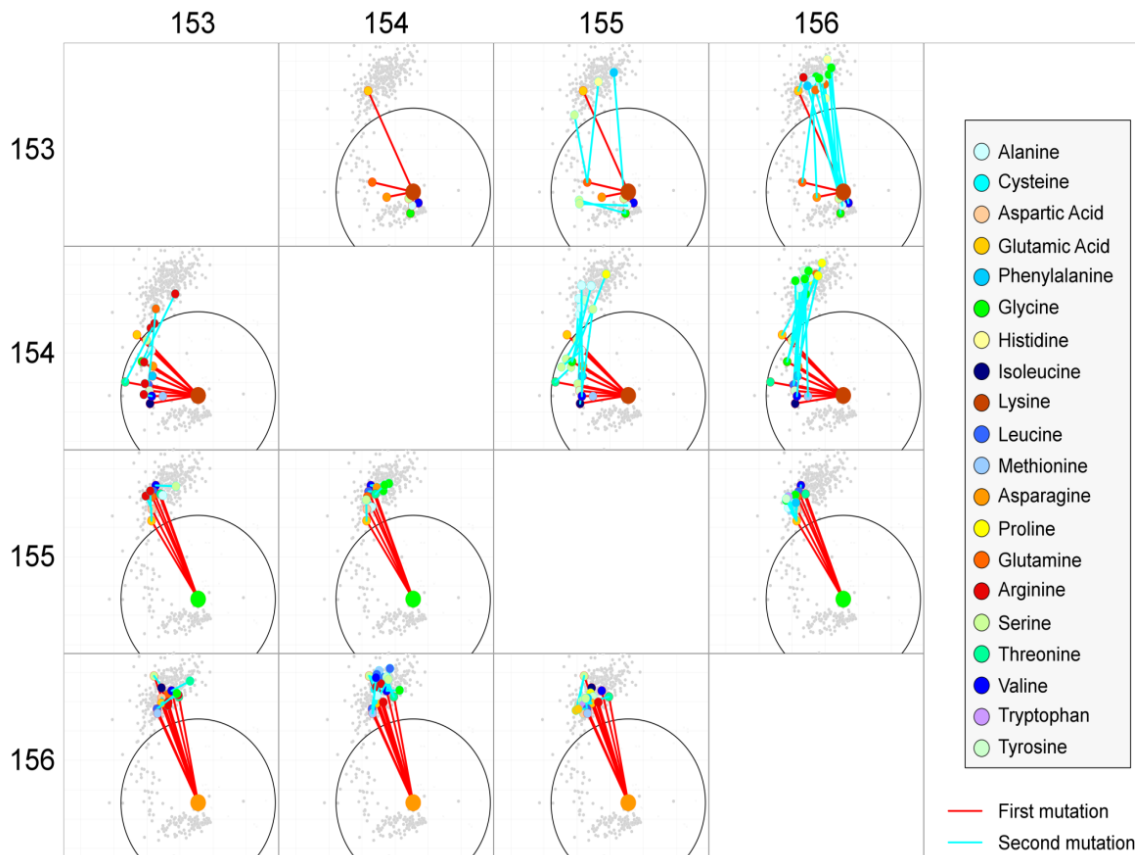 153 154 155 156
153
154
155
156
Alanine
Cysteine
Aspartic Acid
Glutamic Acid
Phenylalanine
Glycine
Histidine
Isoleucine
Lysine
Leucine
Methionine
Asparagine
Proline
Glutamine
Arginine
Serine
Threonine
Valine
Tryptophan
Tyrosine
First mutation
Second mutation